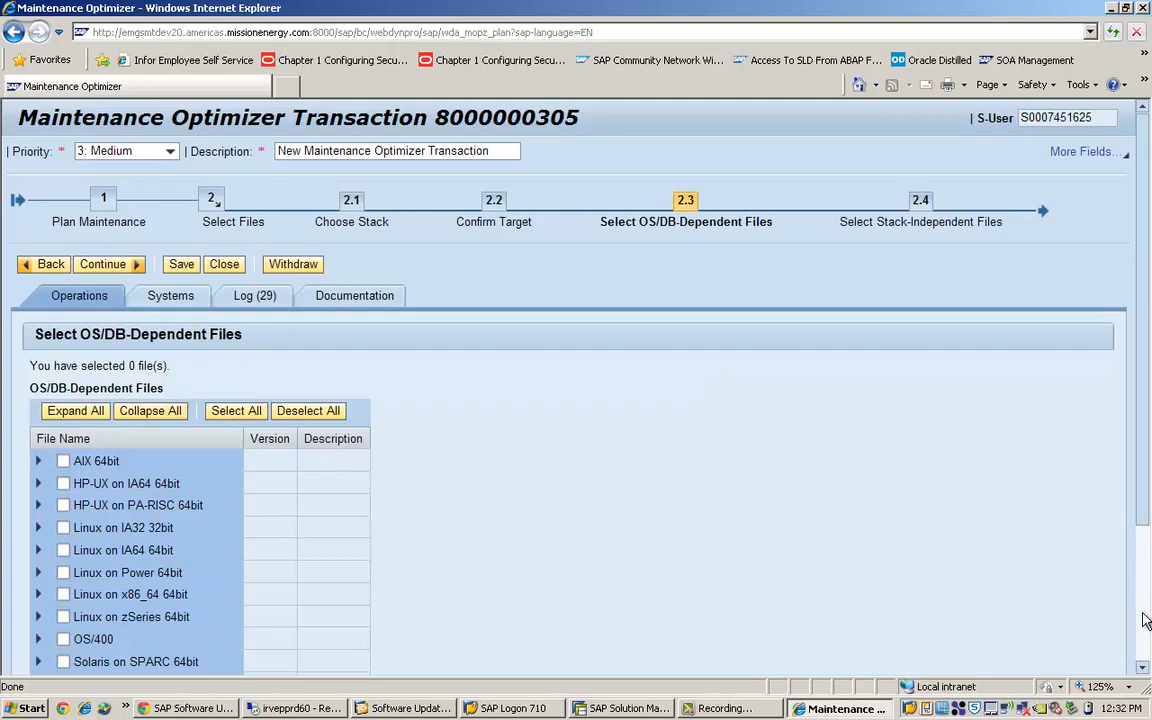 Maintenance Optimizer - Windows Internet Explorer
http://emgsmtdev20.americas.missionenergy.com:8000/sap/bc/webdynpro/sap/wda_mopz_plan?sap-language=EN
Favorites Infor Employee Self Service Chapter 1 Configuring Secu... Chapter 1 Configuring Secu... SAP Community Network Wi... Access To SLD From ABAP F... Oracle Distilled SOA Management
Maintenance Optimizer Page Safety Tools
Maintenance Optimizer Transaction 8000000305 S-User S0007451625
Priority: * 3: Medium Description: * New Maintenance Optimizer Transaction More Fields...
1 2 2.1 2.2 2.3 2.4
Plan Maintenance Select Files Choose Stack Confirm Target Select OS/DB-Dependent Files Select Stack-Independent Files
Back Continue Save Close Withdraw
Operations Systems Log (29) Documentation
Select OS/DB-Dependent Files
You have selected 0 file(s).
OS/DB-Dependent Files
Expand All Collapse All Select All Deselect All
File Name Version Description
AIX 64bit
HP-UX on IA64 64bit
HP-UX on PA-RISC 64bit
Linux on IA32 32bit
Linux on IA64 64bit
Linux on Power 64bit
Linux on x86_64 64bit
Linux on zSeries 64bit
OS/400
Solaris on SPARC 64bit
Done Local intranet 125%
Start SAP Software U... irvepprd60 - Re... Software Updat... SAP Logon 710 SAP Solution Ma... Recording... Maintenance ... 12:32 PM